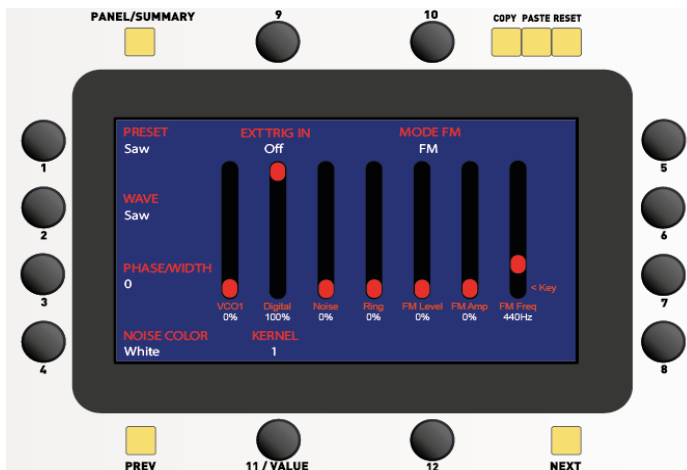 PANEL/SUMMARY
9
10
COPY PASTE RESET
PRESET
Saw
EXT TRIG IN
Off
MODE FM
FM
1
5
WAVE
Saw
2
6
PHASE/WIDTH
0
< Key
3
7
VCO1
0%
Digital
100%
Noise
0%
Ring
0%
FM Level
0%
FM Amp
0%
FM Freq
440Hz
NOISE COLOR
White
KERNEL
1
4
8
PREV
11 / VALUE
12
NEXT